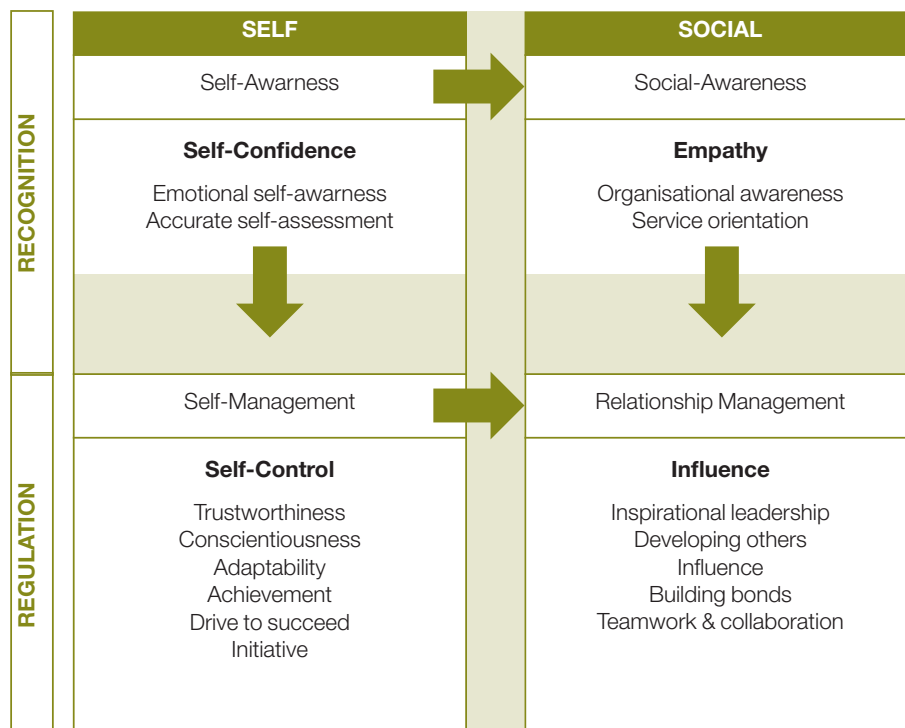 SELF
SOCIAL
RECOGNITION
Self-Awarness
Social-Awareness
Self-Confidence
Emotional self-awarness
Accurate self-assessment
Empathy
Organisational awareness
Service orientation
REGULATION
Self-Management
Relationship Management
Self-Control
Trustworthiness
Conscientiousness
Adaptability
Achievement
Drive to succeed
Initiative
Influence
Inspirational leadership
Developing others
Influence
Building bonds
Teamwork & collaboration